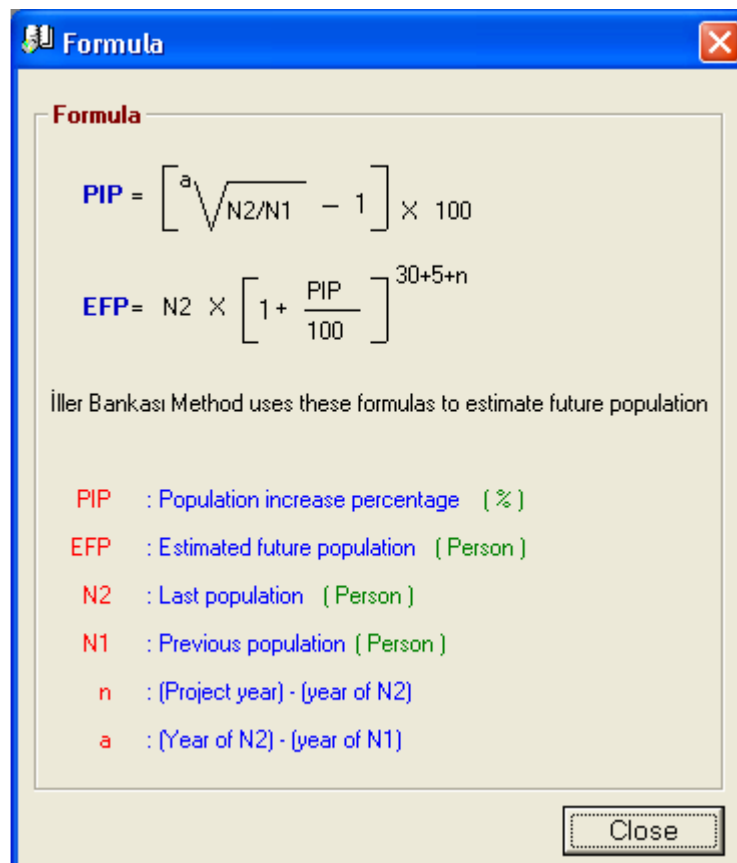 Formula
Formula
PIP = [ a√N2/N1 − 1 ] X 100
EFP= N2 X [ 1+ PIP/100 ] 30+5+n
İller Bankası Method uses these formulas to estimate future population
PIP : Population increase percentage ( % )
EFP : Estimated future population ( Person )
N2 : Last population ( Person )
N1 : Previous population ( Person )
n : (Project year) - (year of N2)
a : (Year of N2) - (year of N1)
Close